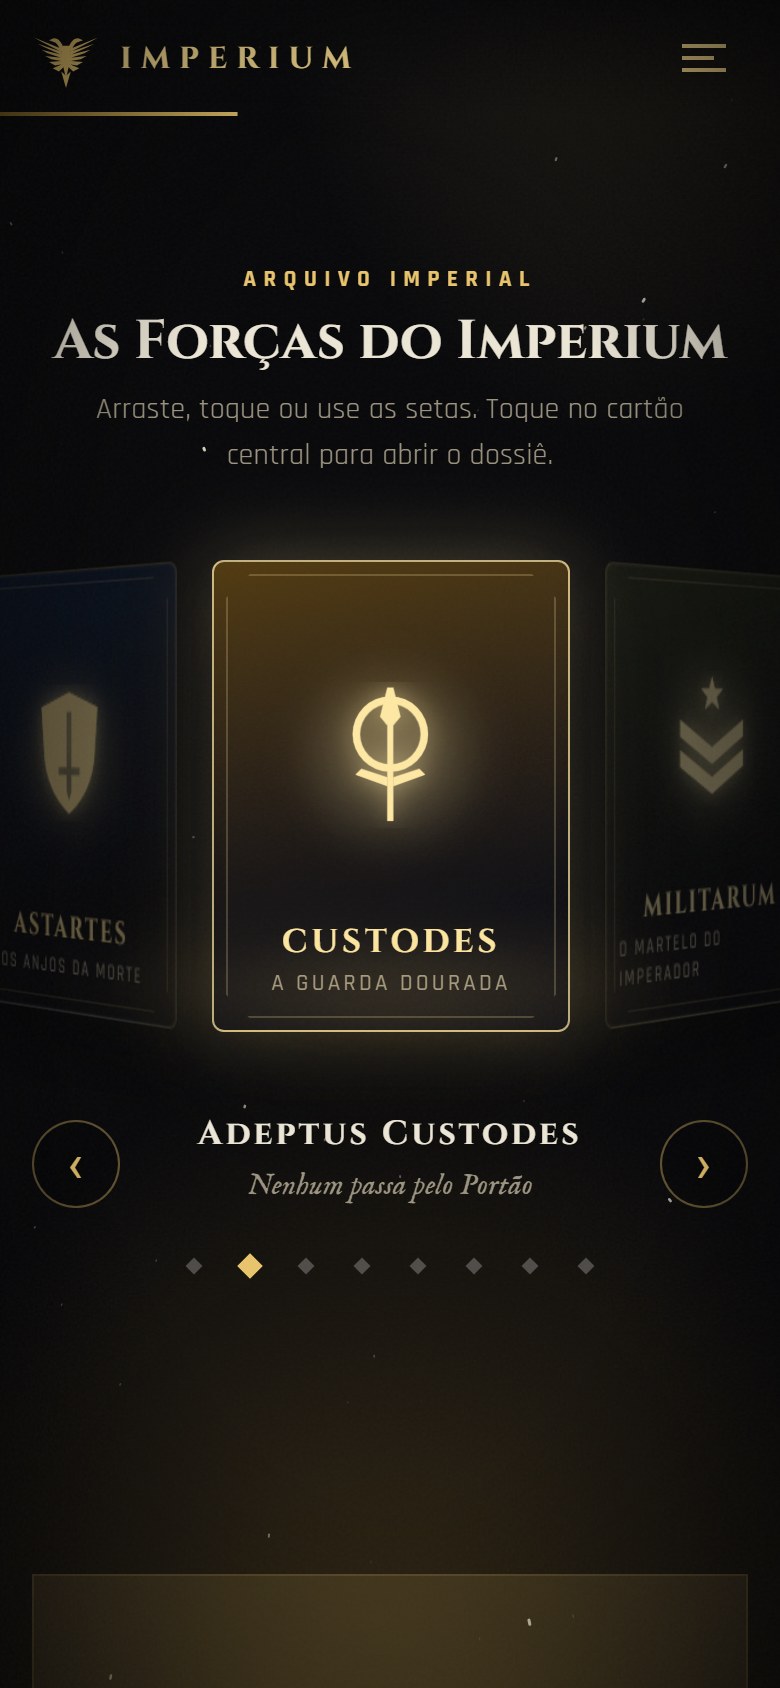 IMPERIUM
ARQUIVO IMPERIAL
As Forças do Imperium
Arraste, toque ou use as setas. Toque no cartão
central para abrir o dossiê.
ASTARTES
OS ANJOS DA MORTE
CUSTODES
A GUARDA DOURADA
MILITARUM
O MARTELO DO
IMPERADOR
Adeptus Custodes
Nenhum passa pelo Portão